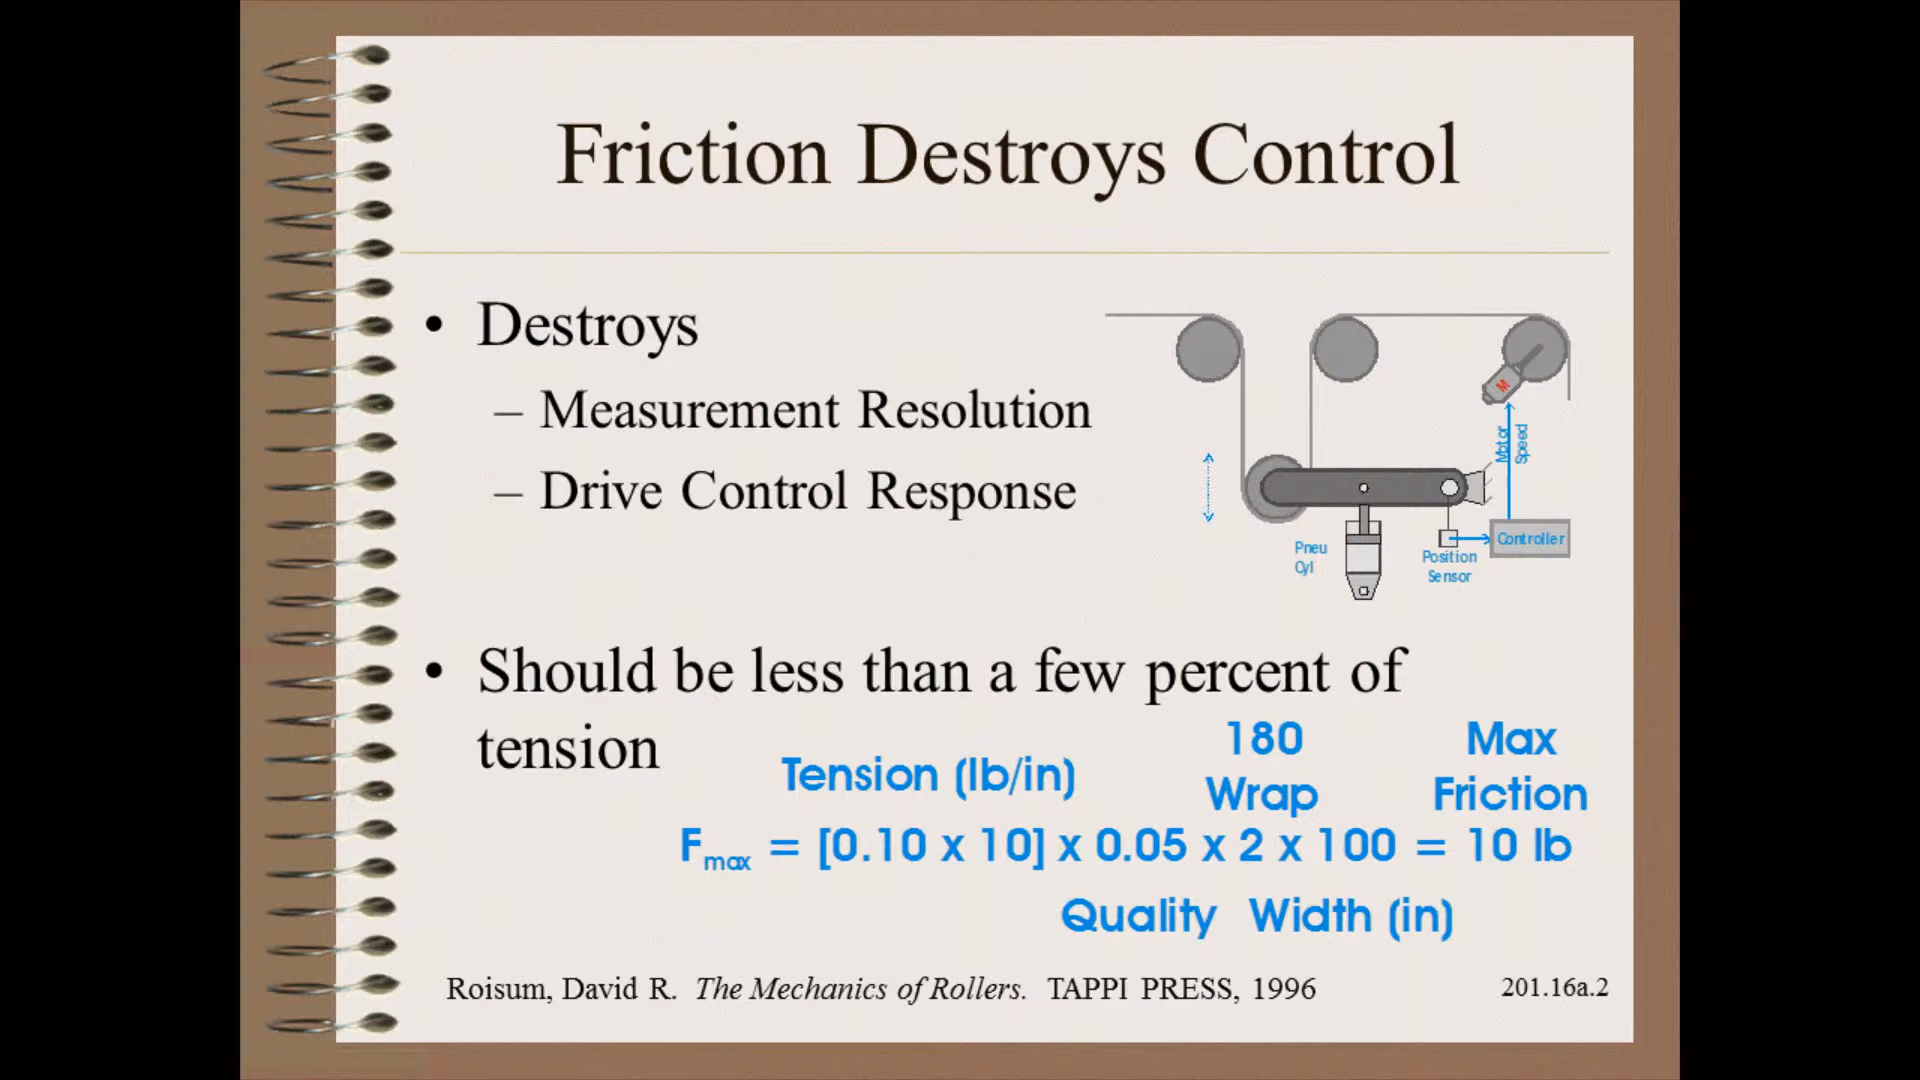 Friction Destroys Control
• Destroys
– Measurement Resolution
– Drive Control Response
M
Motor
Speed
Controller
Pneu
Cyl
Position
Sensor
• Should be less than a few percent of
tension
Tension (lb/in)
180
Wrap
Max
Friction
Fmax = [0.10 x 10] x 0.05 x 2 x 100 = 10 lb
Quality Width (in)
Roisum, David R. The Mechanics of Rollers. TAPPI PRESS, 1996
201.16a.2